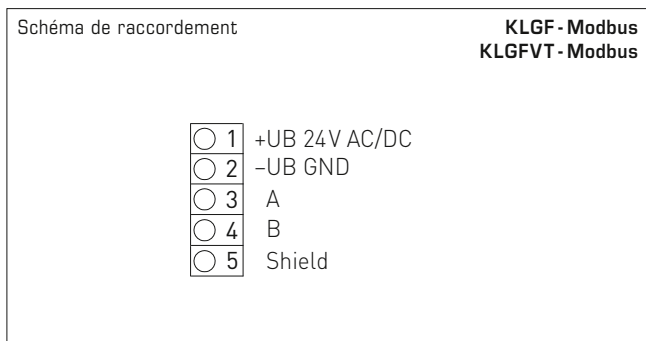 Schéma de raccordement
KLGF - Modbus
KLGFVT - Modbus
1 +UB 24V AC/DC
2 –UB GND
3 A
4 B
5 Shield